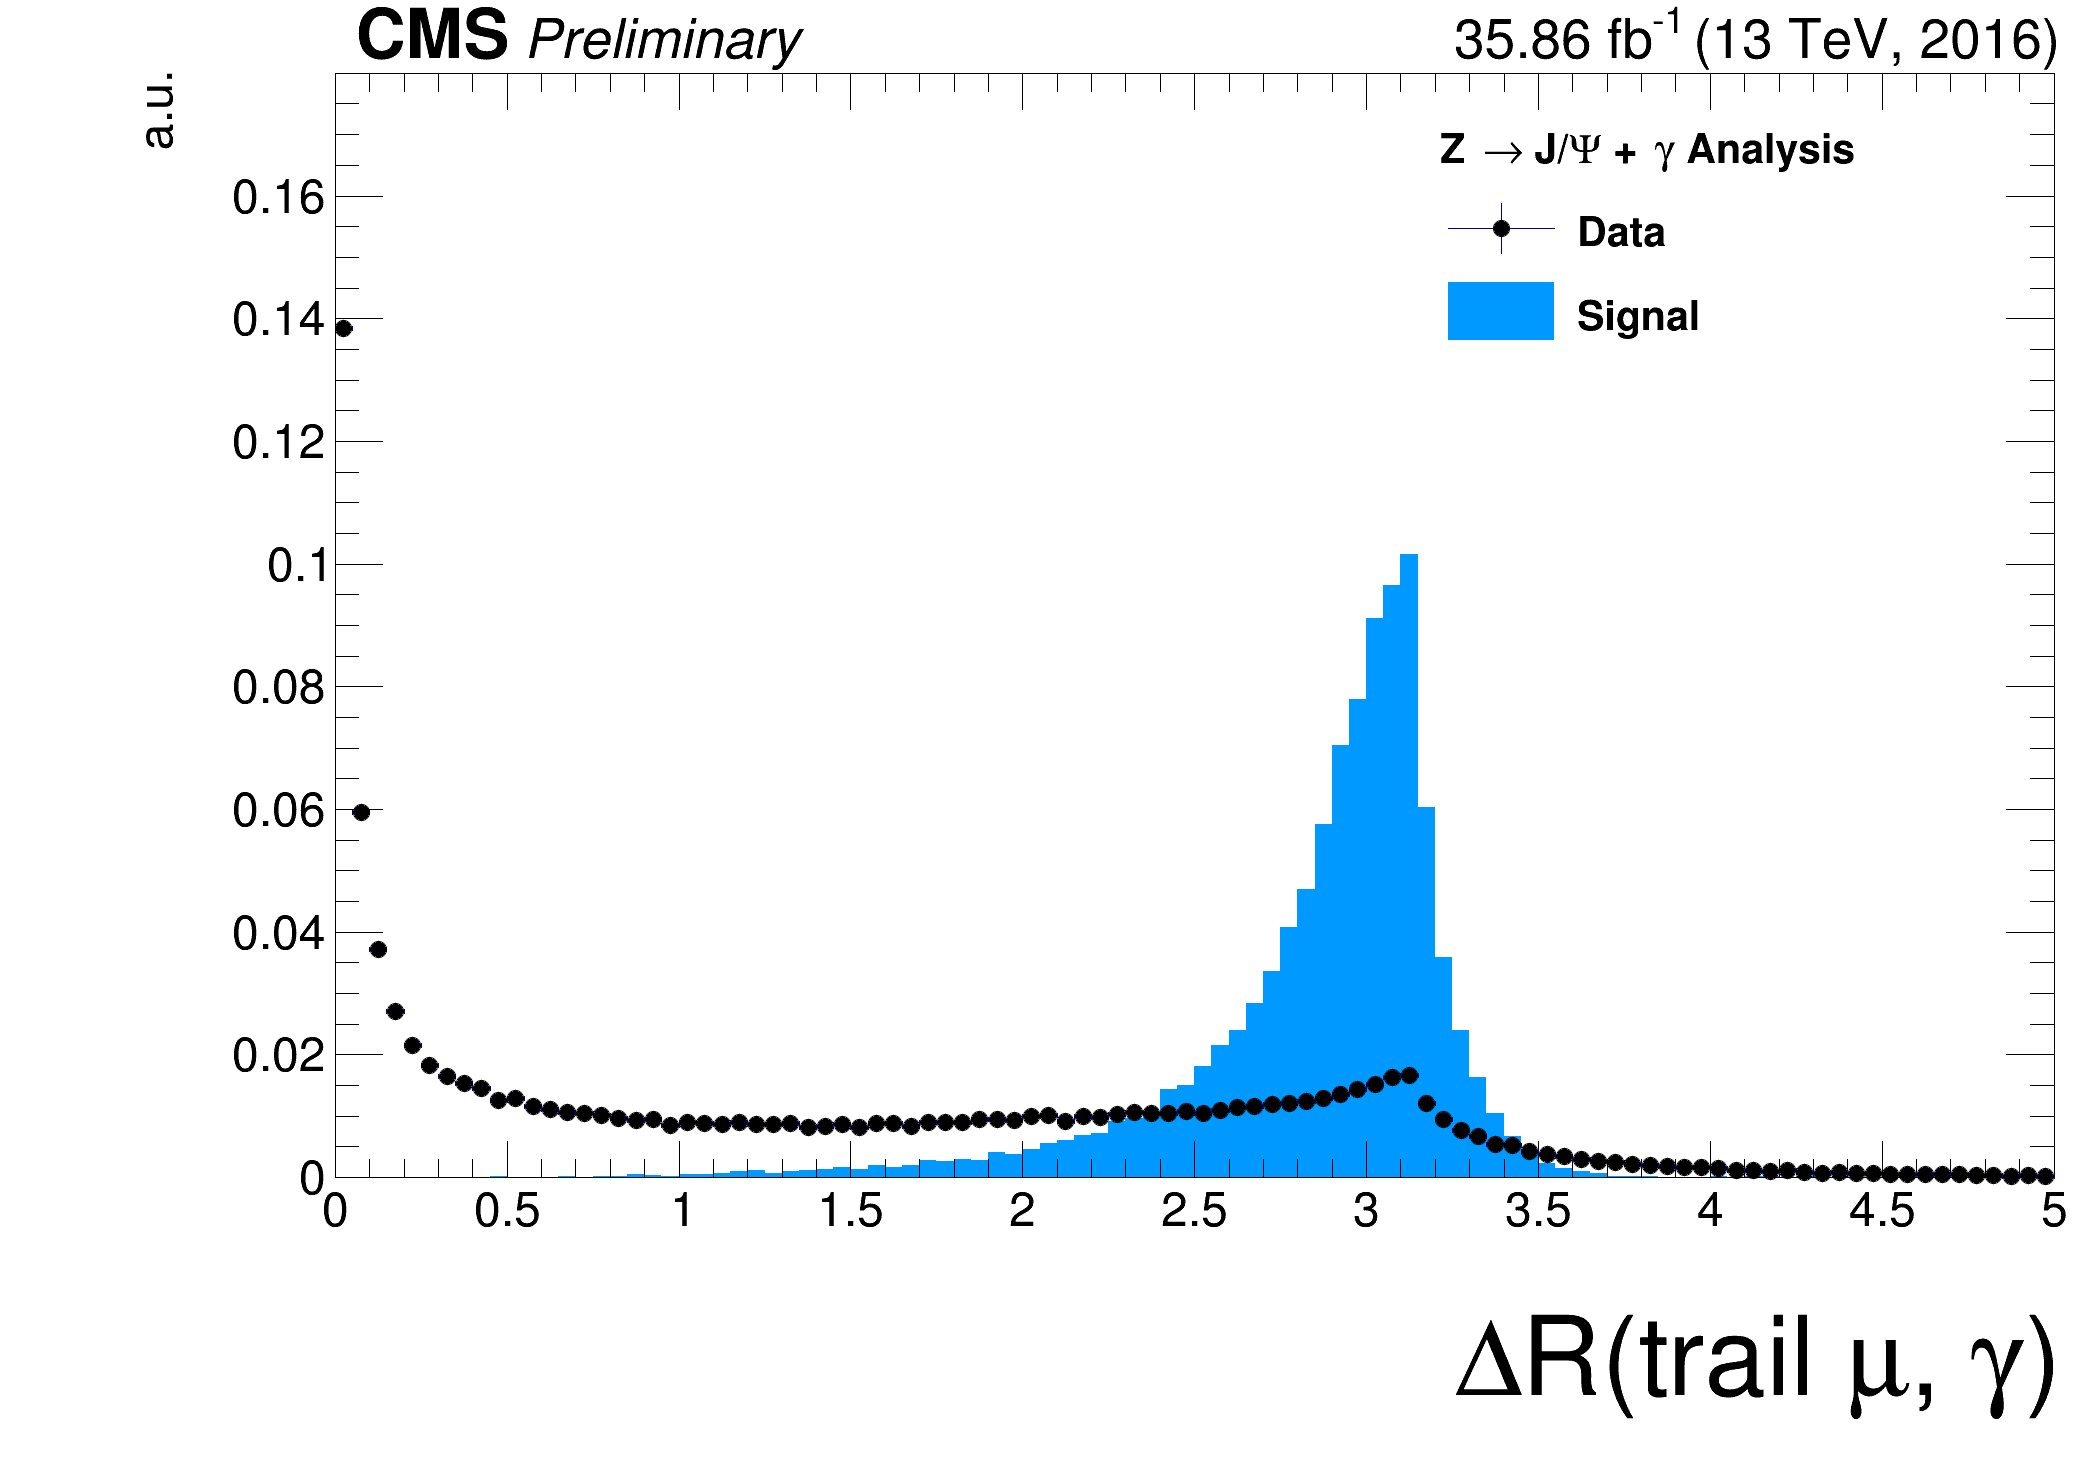 CMS Preliminary 35.86 fb⁻¹ (13 TeV, 2016)
a.u.
Z → J/Ψ + γ Analysis
Data
Signal
0.16
0.14
0.12
0.1
0.08
0.06
0.04
0.02
0
0 0.5 1 1.5 2 2.5 3 3.5 4 4.5 5
ΔR(trail μ, γ)